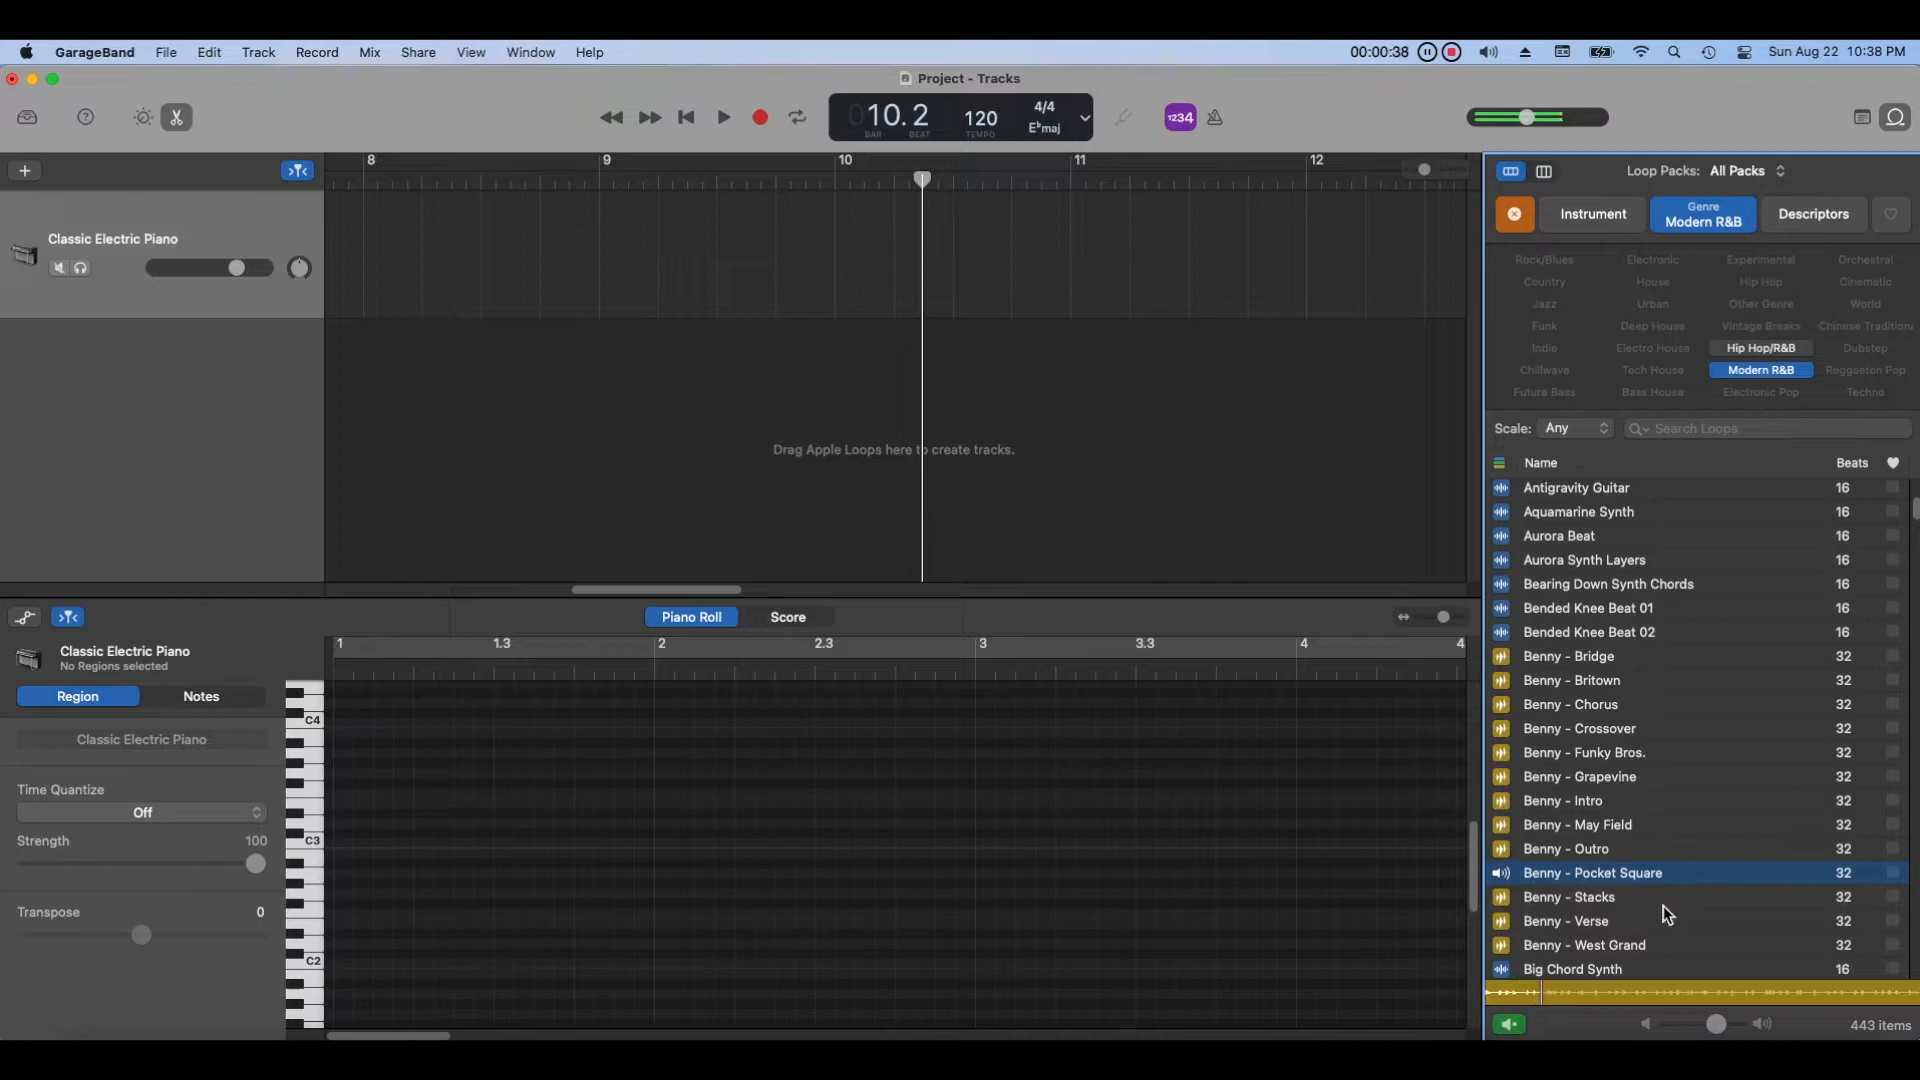 GarageBand File Edit Track Record Mix Share View Window Help 00:00:38 Sun Aug 22 10:38 PM
Project - Tracks
010.2 120 4/4
E♭maj
BAR BEAT TEMPO
1234
8 9 10 11 12
Classic Electric Piano
Drag Apple Loops here to create tracks.
Piano Roll Score
Classic Electric Piano
No Regions selected
1 1.3 2 2.3 3 3.3 4 4
Region Notes
Classic Electric Piano
Time Quantize
Off
Strength 100
Transpose 0
C4
C3
C2
Loop Packs: All Packs
Instrument Genre Modern R&B Descriptors
Rock/Blues Electronic Experimental Orchestral
Country House Hip Hop Cinematic
Jazz Urban Other Genre World
Funk Deep House Vintage Breaks Chinese Tradition
Indie Electro House Hip Hop/R&B Dubstep
Chillwave Tech House Modern R&B Reggaeton Pop
Future Bass Bass House Electronic Pop Techno
Scale: Any Search Loops
Name Beats
Antigravity Guitar 16
Aquamarine Synth 16
Aurora Beat 16
Aurora Synth Layers 16
Bearing Down Synth Chords 16
Bended Knee Beat 01 16
Bended Knee Beat 02 16
Benny - Bridge 32
Benny - Britown 32
Benny - Chorus 32
Benny - Crossover 32
Benny - Funky Bros. 32
Benny - Grapevine 32
Benny - Intro 32
Benny - May Field 32
Benny - Outro 32
Benny - Pocket Square 32
Benny - Stacks 32
Benny - Verse 32
Benny - West Grand 32
Big Chord Synth 16
443 items